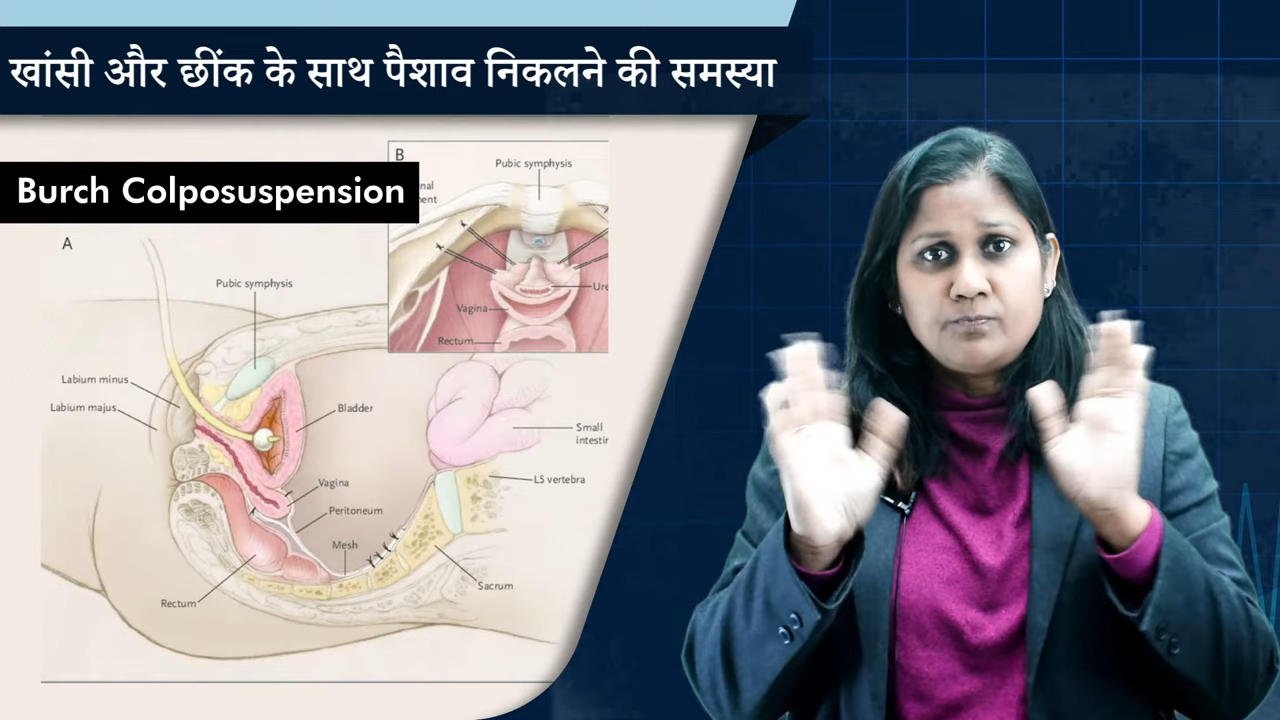 खांसी और छींक के साथ पैशाव निकलने की समस्या
Burch Colposuspension
B
Pubic symphysis
Vagina
Rectum
A
Pubic symphysis
Labium minus
Labium majus
Bladder
Small
L5 vertebra
Vagina
Peritoneum
Mesh
Sacrum
Rectum